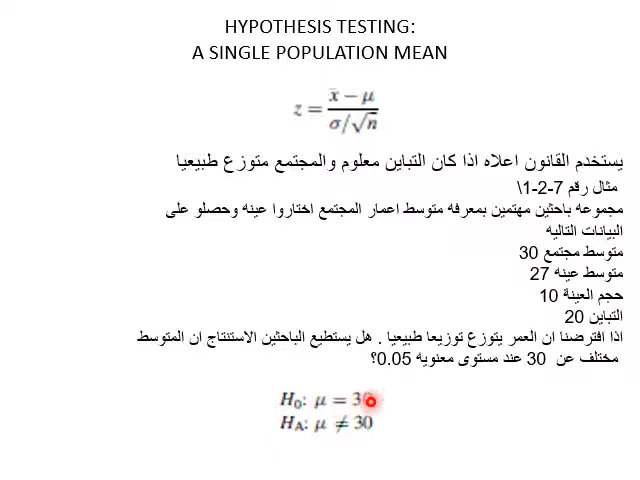 HYPOTHESIS TESTING:
A SINGLE POPULATION MEAN
z = (x̄ − μ) / (σ/√n)
يستخدم القانون اعلاه اذا كان التباين معلوم والمجتمع متوزع طبيعيا
مثال رقم 7-2-1\
مجموعه باحثين مهتمين بمعرفه متوسط اعمار المجتمع اختاروا عينه وحصلو على
البيانات التاليه
متوسط مجتمع 30
متوسط عينه 27
حجم العينة 10
التباين 20
اذا افترضنا ان العمر يتوزع توزيعا طبيعيا . هل يستطيع الباحثين الاستنتاج ان المتوسط
مختلف عن 30 عند مستوى معنويه 0.05؟
H₀: μ = 30
Hᴀ: μ ≠ 30